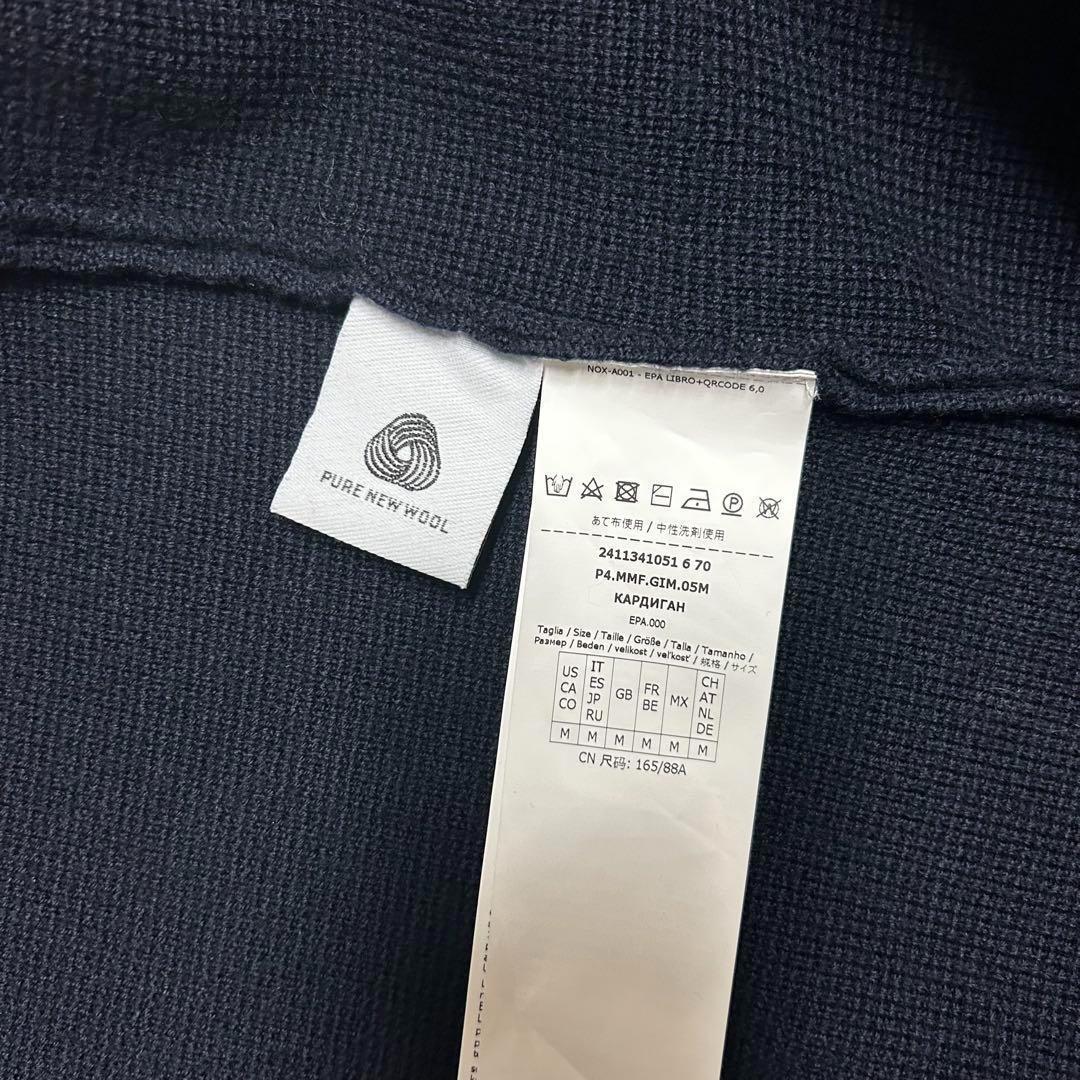 PURE NEW WOOL
NOX-A001 - EPA LIBRO+QRCODE 6,0
あて布使用 / 中性洗剤使用
2411341051 6 70
P4.MMF.GIM.05M
КАРДИГАН
EPA.000
Taglia / Size / Taille / Größe / Talla / Tamanho /
Размер / Beden / velikost / veľkosť / 規格 / サイズ
US CA CO
IT ES JP RU
GB
FR BE
MX
CH AT NL DE
M M M M M M
CN 尺码: 165/88A